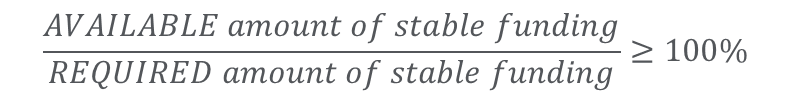 AVAILABLE amount of stable funding
REQUIRED amount of stable funding
≥ 100%